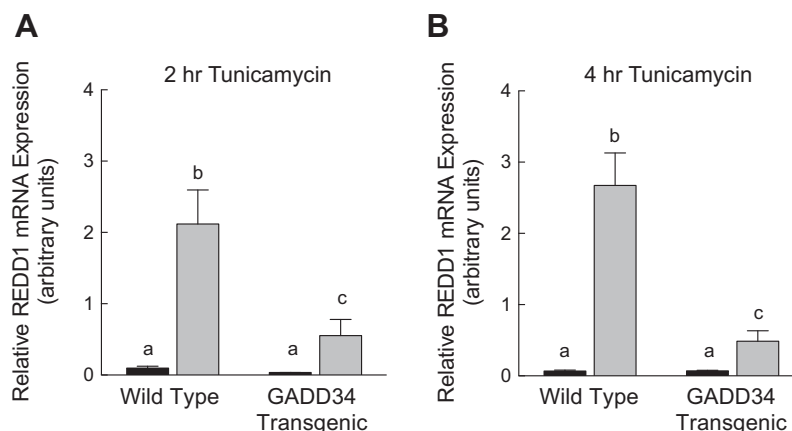 A
2 hr Tunicamycin
Relative REDD1 mRNA Expression
(arbitrary units)
4
3
2
1
0
a
b
a
c
Wild Type
GADD34
Transgenic
B
4 hr Tunicamycin
Relative REDD1 mRNA Expression
(arbitrary units)
4
3
2
1
0
a
b
a
c
Wild Type
GADD34
Transgenic